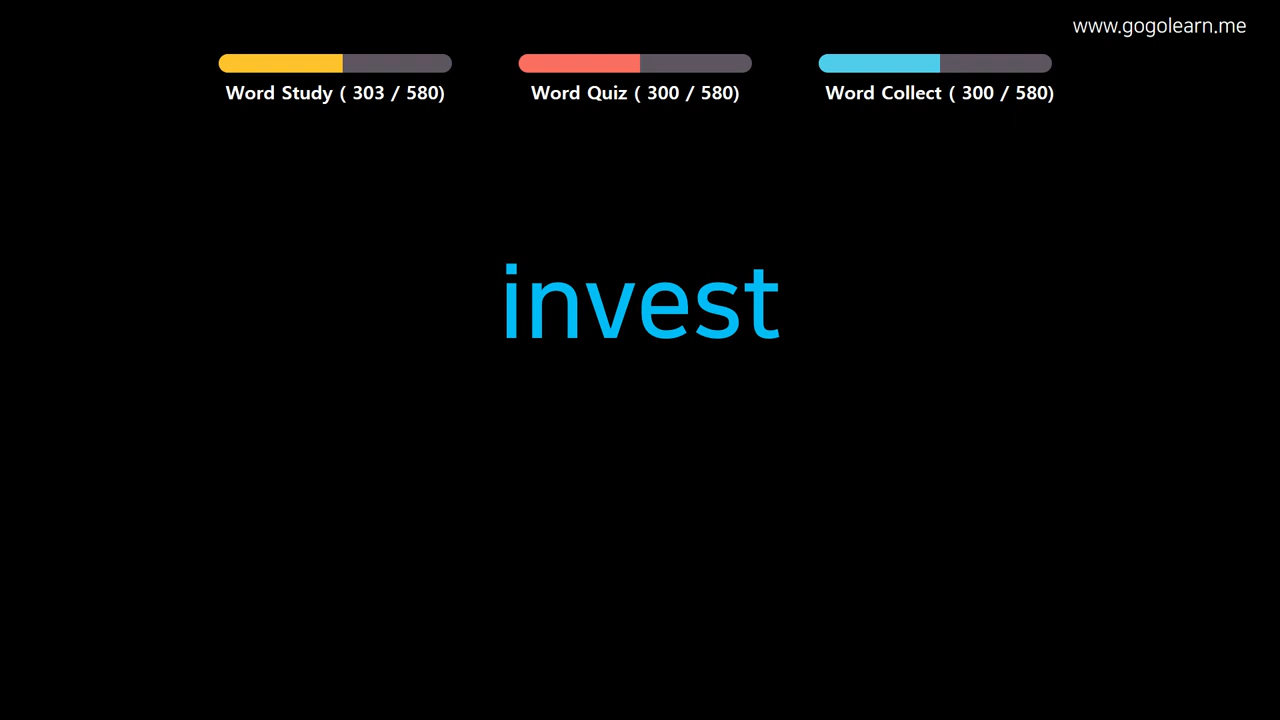 www.gogolearn.me
Word Study ( 303 / 580)
Word Quiz ( 300 / 580)
Word Collect ( 300 / 580)
invest